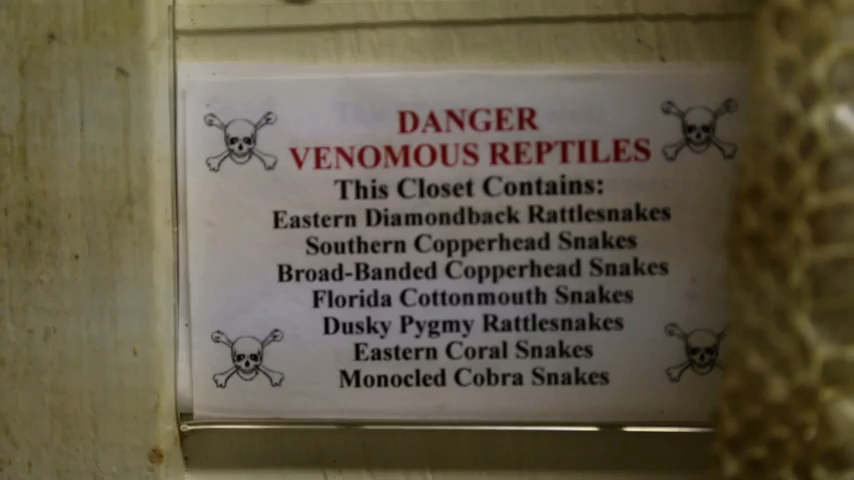 DANGER
VENOMOUS REPTILES
This Closet Contains:
Eastern Diamondback Rattlesnakes
Southern Copperhead Snakes
Broad-Banded Copperhead Snakes
Florida Cottonmouth Snakes
Dusky Pygmy Rattlesnakes
Eastern Coral Snakes
Monocled Cobra Snakes